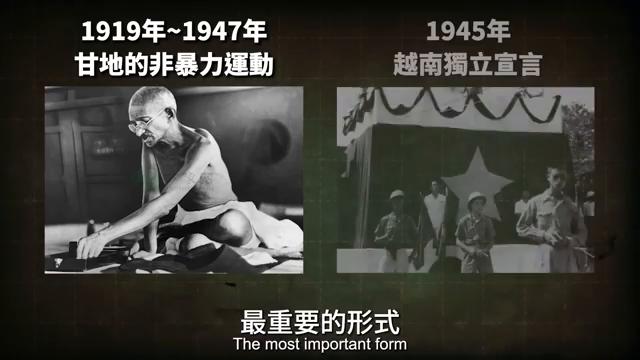 1919年~1947年
甘地的非暴力運動
1945年
越南獨立宣言
最重要的形式
The most important form